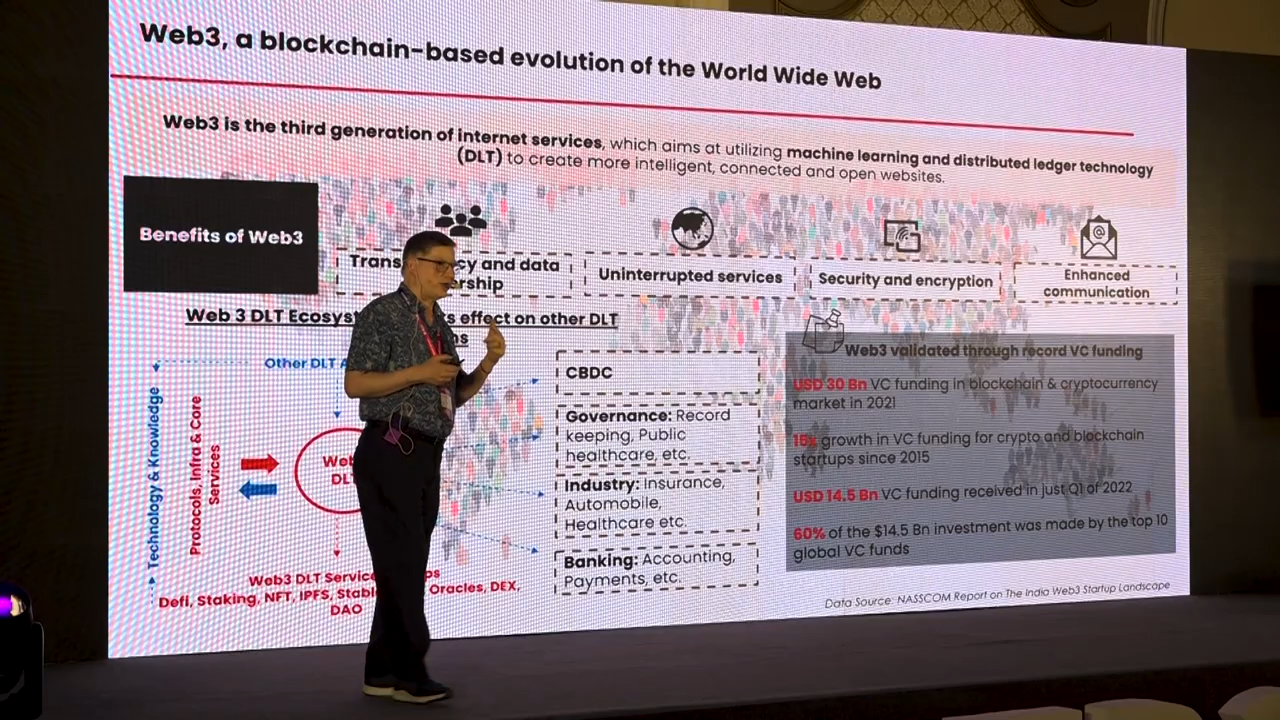 Web3, a blockchain-based evolution of the World Wide Web
Web3 is the third generation of internet services, which aims at utilizing machine learning and distributed ledger technology
(DLT) to create more intelligent, connected and open websites.
Benefits of Web3
cy and data
Uninterrupted services
Security and encryption
Enhanced
communication
Web 3 DLT effect on other DLT
Other DLT
Technology & Knowledge
Protocols, Infra & Core
Services
DLT
Web3 DLT
Defi, Staking, NFT, IPFS, Oracles, DEX,
DAO
CBDC
Governance: Record
keeping, Public
healthcare, etc.
Industry: Insurance,
Automobile,
Healthcare etc.
Banking: Accounting,
Payments, etc.
Web3 validated through record VC funding
USD 30 Bn VC funding in blockchain & cryptocurrency
market in 2021
15x growth in VC funding for crypto and blockchain
startups since 2015
USD 14.5 Bn VC funding received in just Q1 of 2022
60% of the $14.5 Bn investment was made by the top 10
global VC funds
Data Source: NASSCOM Report on The India Web3 Startup Landscape